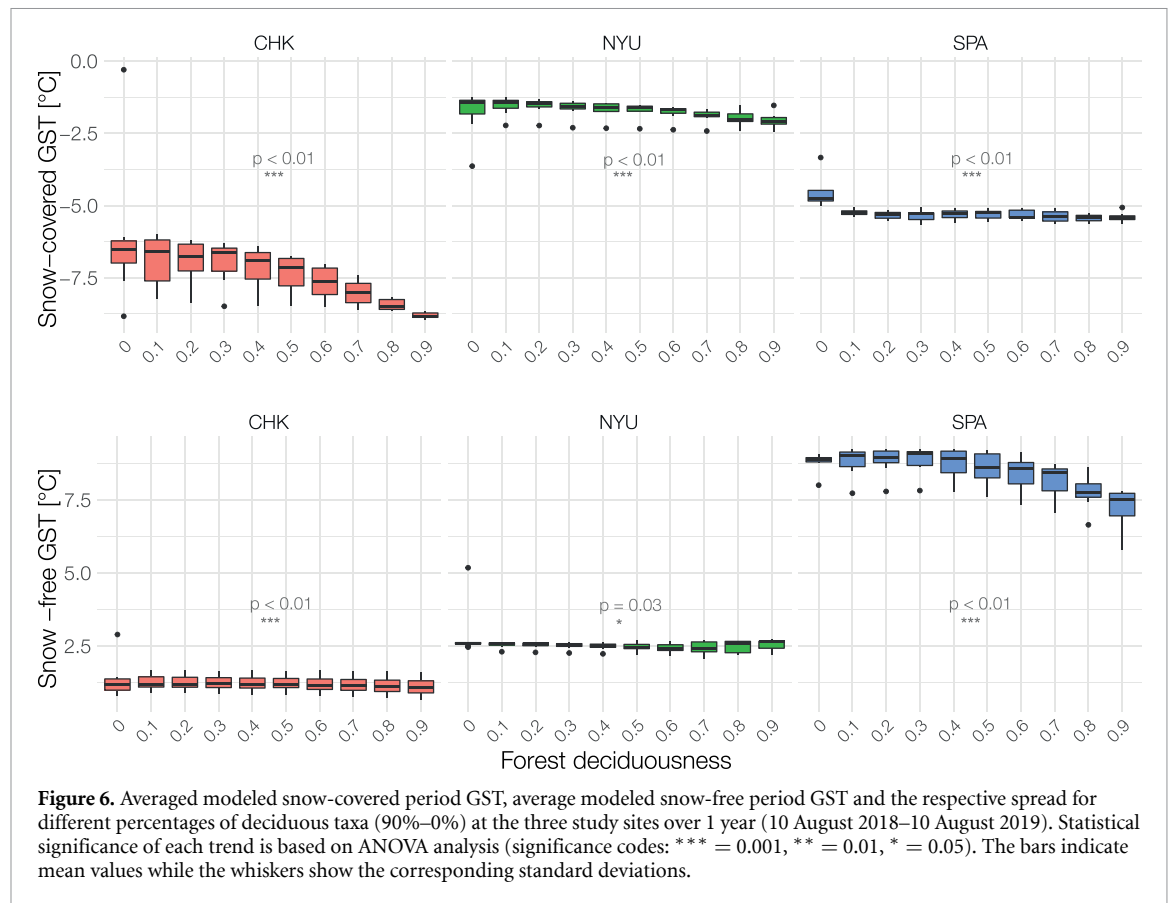 CHK NYU SPA
Snow-covered GST [°C]
0.0
-2.5
-5.0
-7.5
p < 0.01
***
p < 0.01
***
p < 0.01
***
0 0.1 0.2 0.3 0.4 0.5 0.6 0.7 0.8 0.9
0 0.1 0.2 0.3 0.4 0.5 0.6 0.7 0.8 0.9
0 0.1 0.2 0.3 0.4 0.5 0.6 0.7 0.8 0.9
CHK NYU SPA
Snow -free GST [°C]
7.5
5.0
2.5
p < 0.01
***
p = 0.03
*
p < 0.01
***
0 0.1 0.2 0.3 0.4 0.5 0.6 0.7 0.8 0.9
0 0.1 0.2 0.3 0.4 0.5 0.6 0.7 0.8 0.9
0 0.1 0.2 0.3 0.4 0.5 0.6 0.7 0.8 0.9
Forest deciduousness
Figure 6. Averaged modeled snow-covered period GST, average modeled snow-free period GST and the respective spread for
different percentages of deciduous taxa (90%–0%) at the three study sites over 1 year (10 August 2018–10 August 2019). Statistical
significance of each trend is based on ANOVA analysis (significance codes: *** = 0.001, ** = 0.01, * = 0.05). The bars indicate
mean values while the whiskers show the corresponding standard deviations.